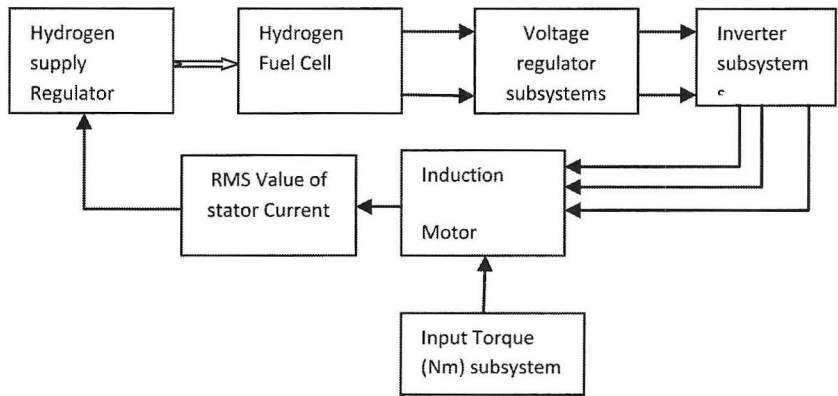 Hydrogen
supply
Regulator
Hydrogen
Fuel Cell
Voltage
regulator
subsystems
Inverter
subsystem
RMS Value of
stator Current
Induction
Motor
Input Torque
(Nm) subsystem